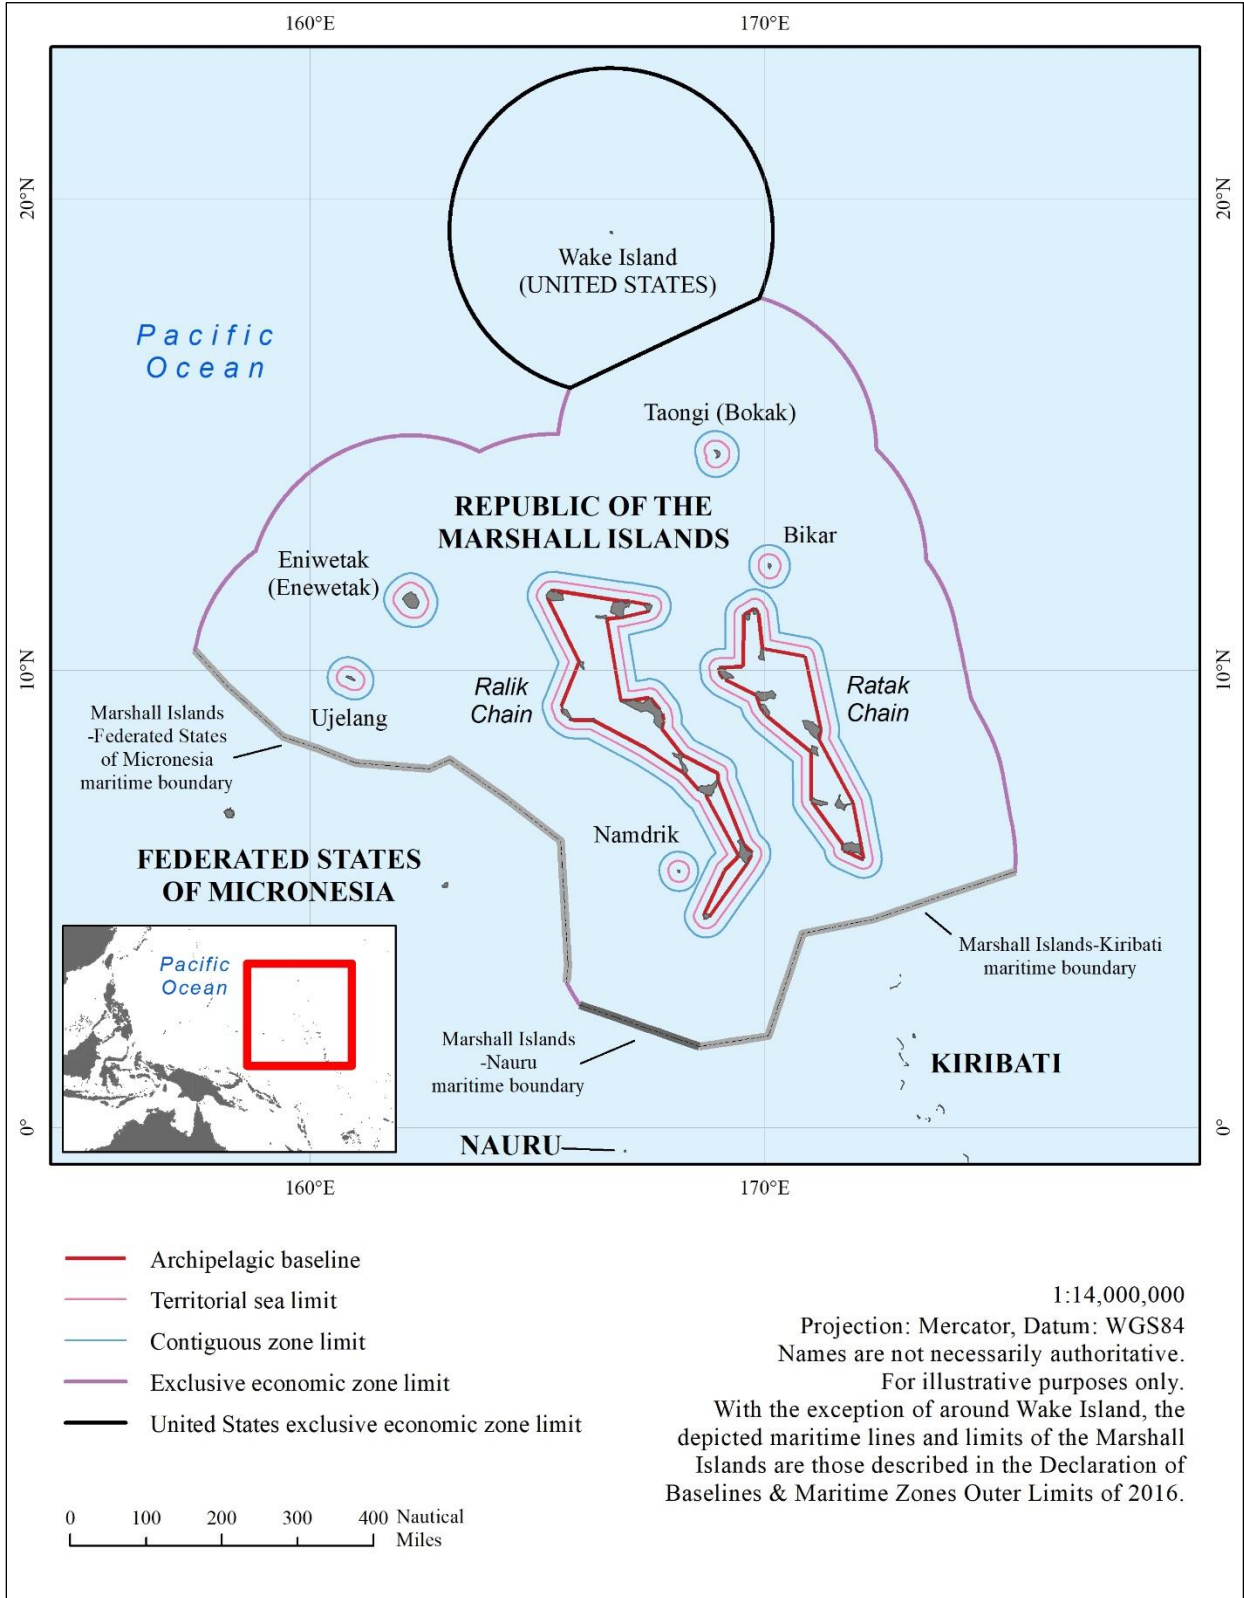 160°E
170°E
20°N
20°N
Wake Island
(UNITED STATES)
Pacific
Ocean
Taongi (Bokak)
REPUBLIC OF THE
MARSHALL ISLANDS
Bikar
Eniwetak
(Enewetak)
10°N
10°N
Ralik
Chain
Ratak
Chain
Ujelang
Marshall Islands
-Federated States
of Micronesia
maritime boundary
Namdrik
FEDERATED STATES
OF MICRONESIA
Marshall Islands-Kiribati
maritime boundary
Pacific
Ocean
Marshall Islands
-Nauru
maritime boundary
KIRIBATI
0°
0°
NAURU
160°E
170°E
Archipelagic baseline
Territorial sea limit
Contiguous zone limit
Exclusive economic zone limit
United States exclusive economic zone limit
1:14,000,000
Projection: Mercator, Datum: WGS84
Names are not necessarily authoritative.
For illustrative purposes only.
With the exception of around Wake Island, the
depicted maritime lines and limits of the Marshall
Islands are those described in the Declaration of
Baselines & Maritime Zones Outer Limits of 2016.
0 100 200 300 400 Nautical
Miles